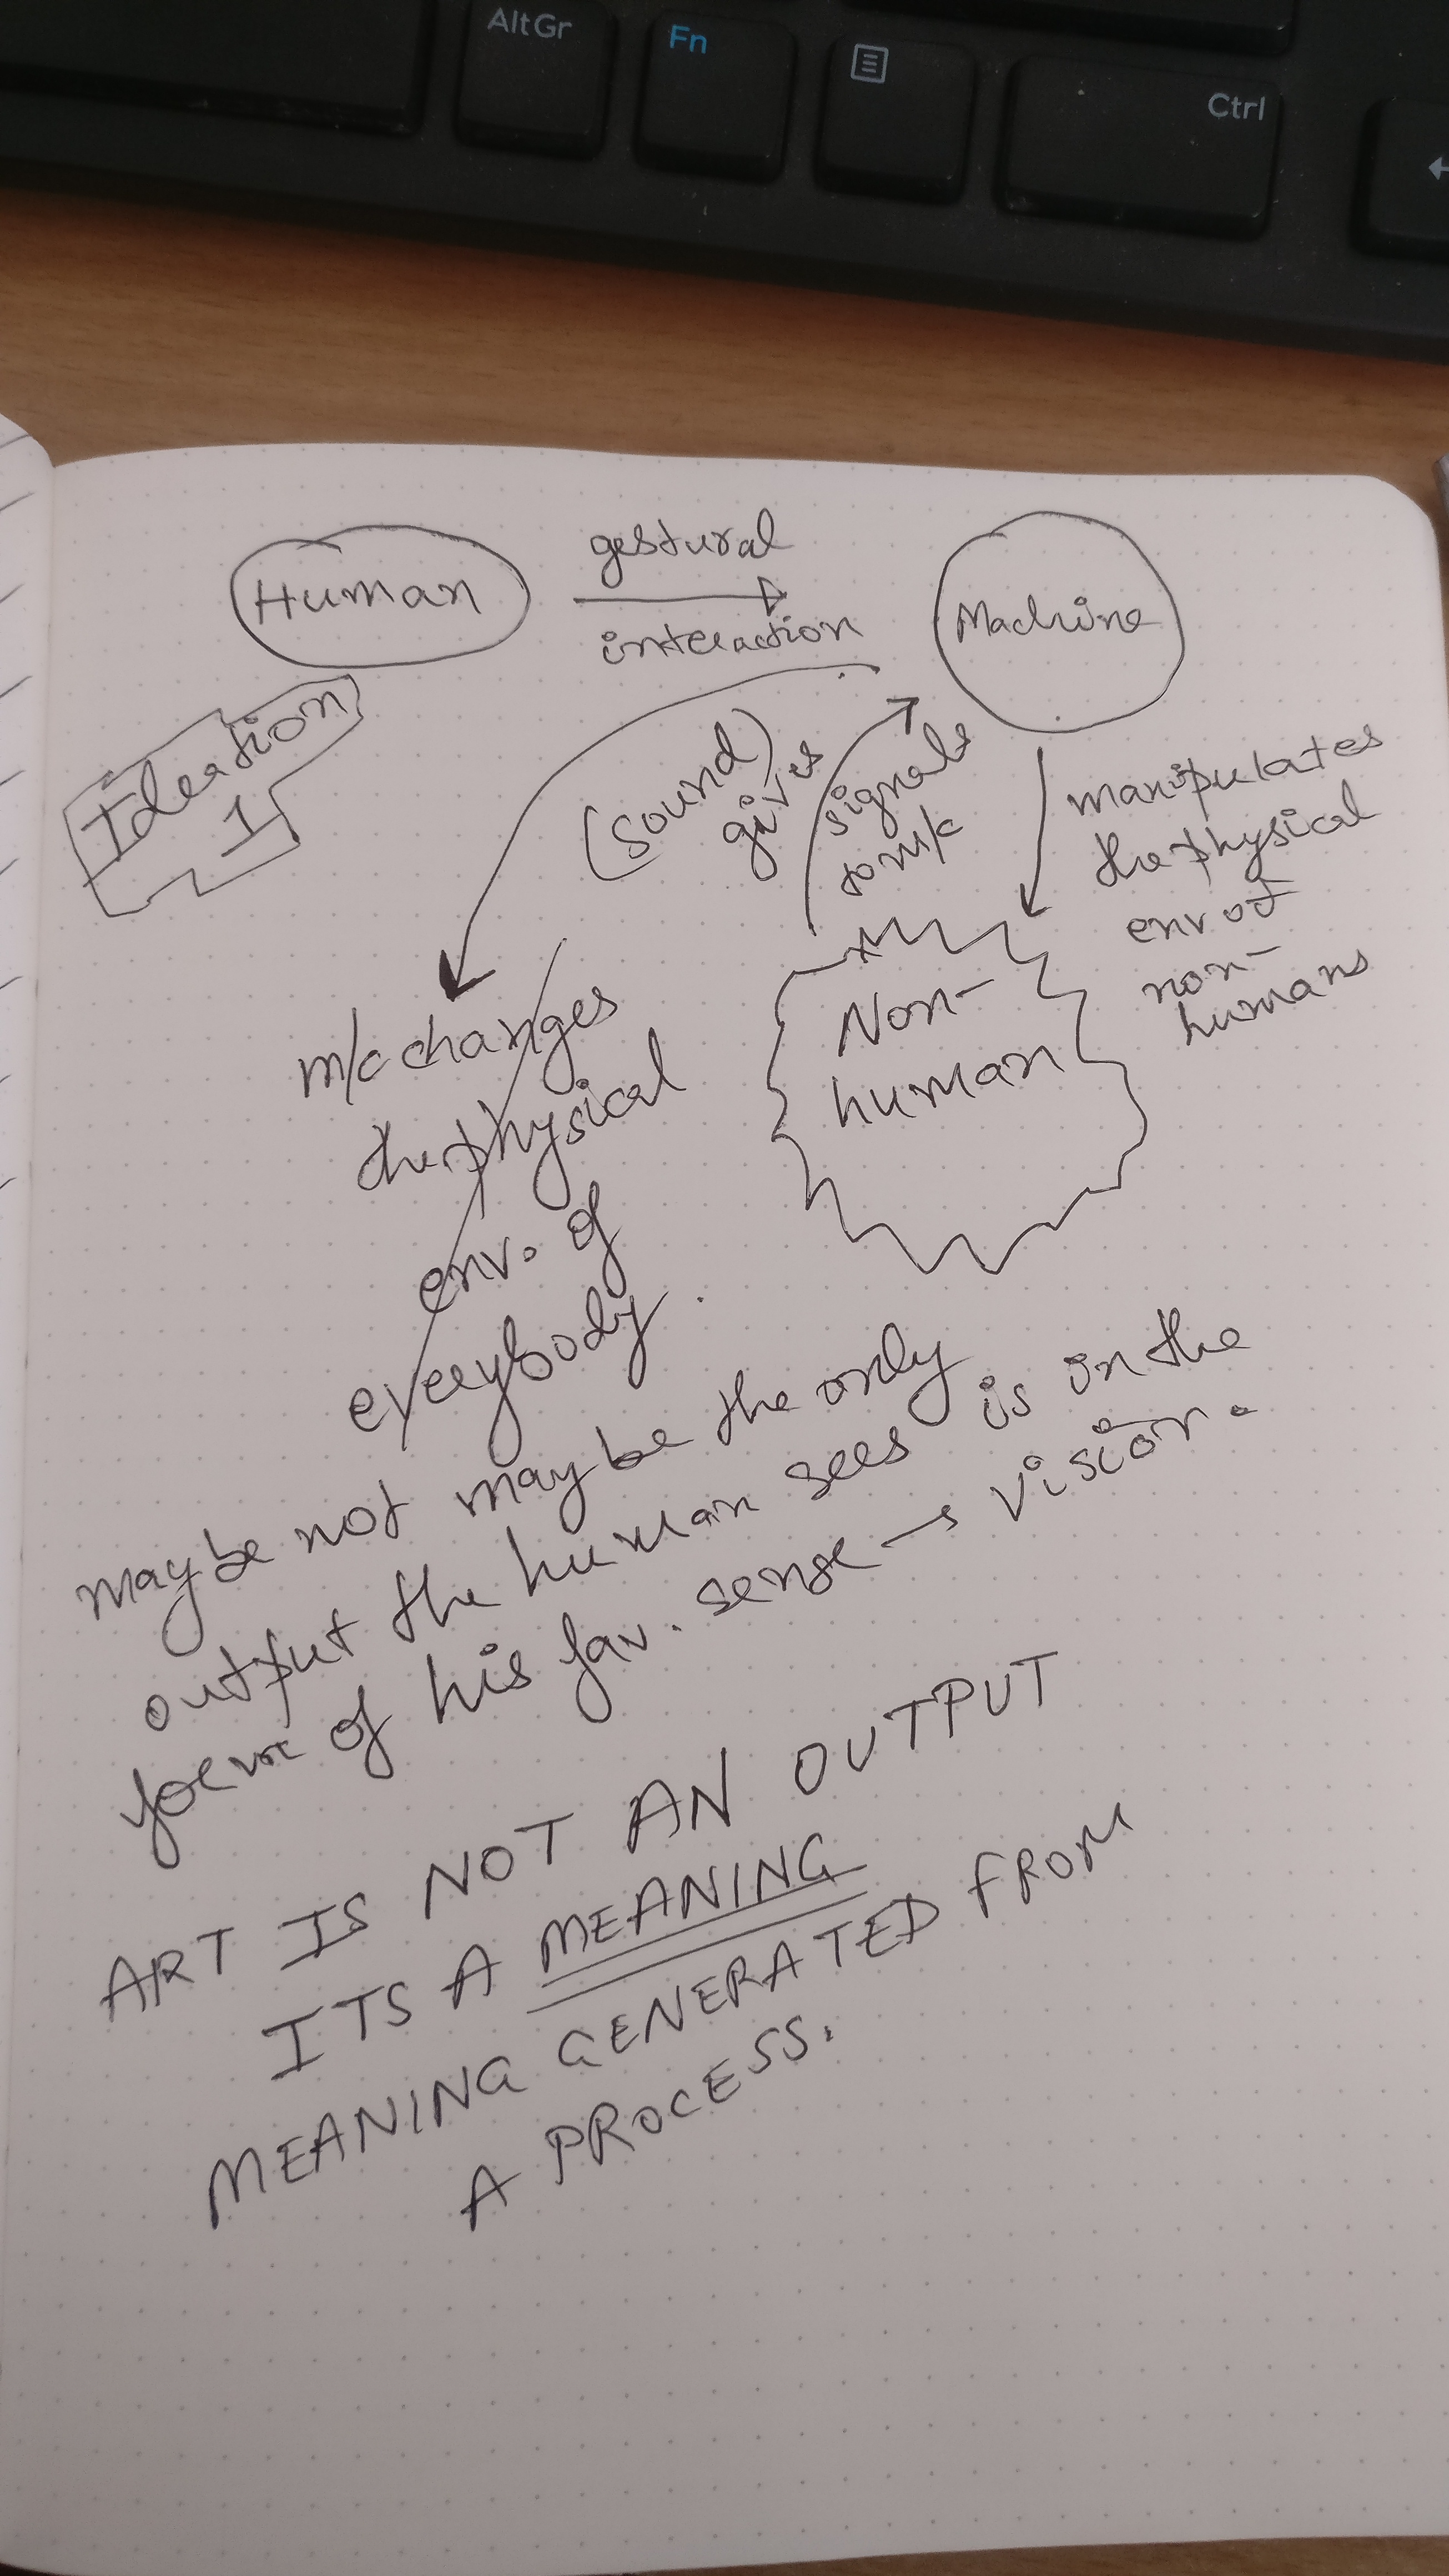 AltGr
Fn
Ctrl
Human
gestural
interaction
Machine
Ideation
1
(sound)
gives
signals
to m/c
manipulates
the physical
env of
non-
humans
m/c changes
the physical
env. of
everybody.
Non-
human
maybe not maybe the only
output the human sees is in the
form of his fav. sense → vision.
ART IS NOT AN OUTPUT
ITS A MEANING
MEANING GENERATED FROM
A PROCESS.